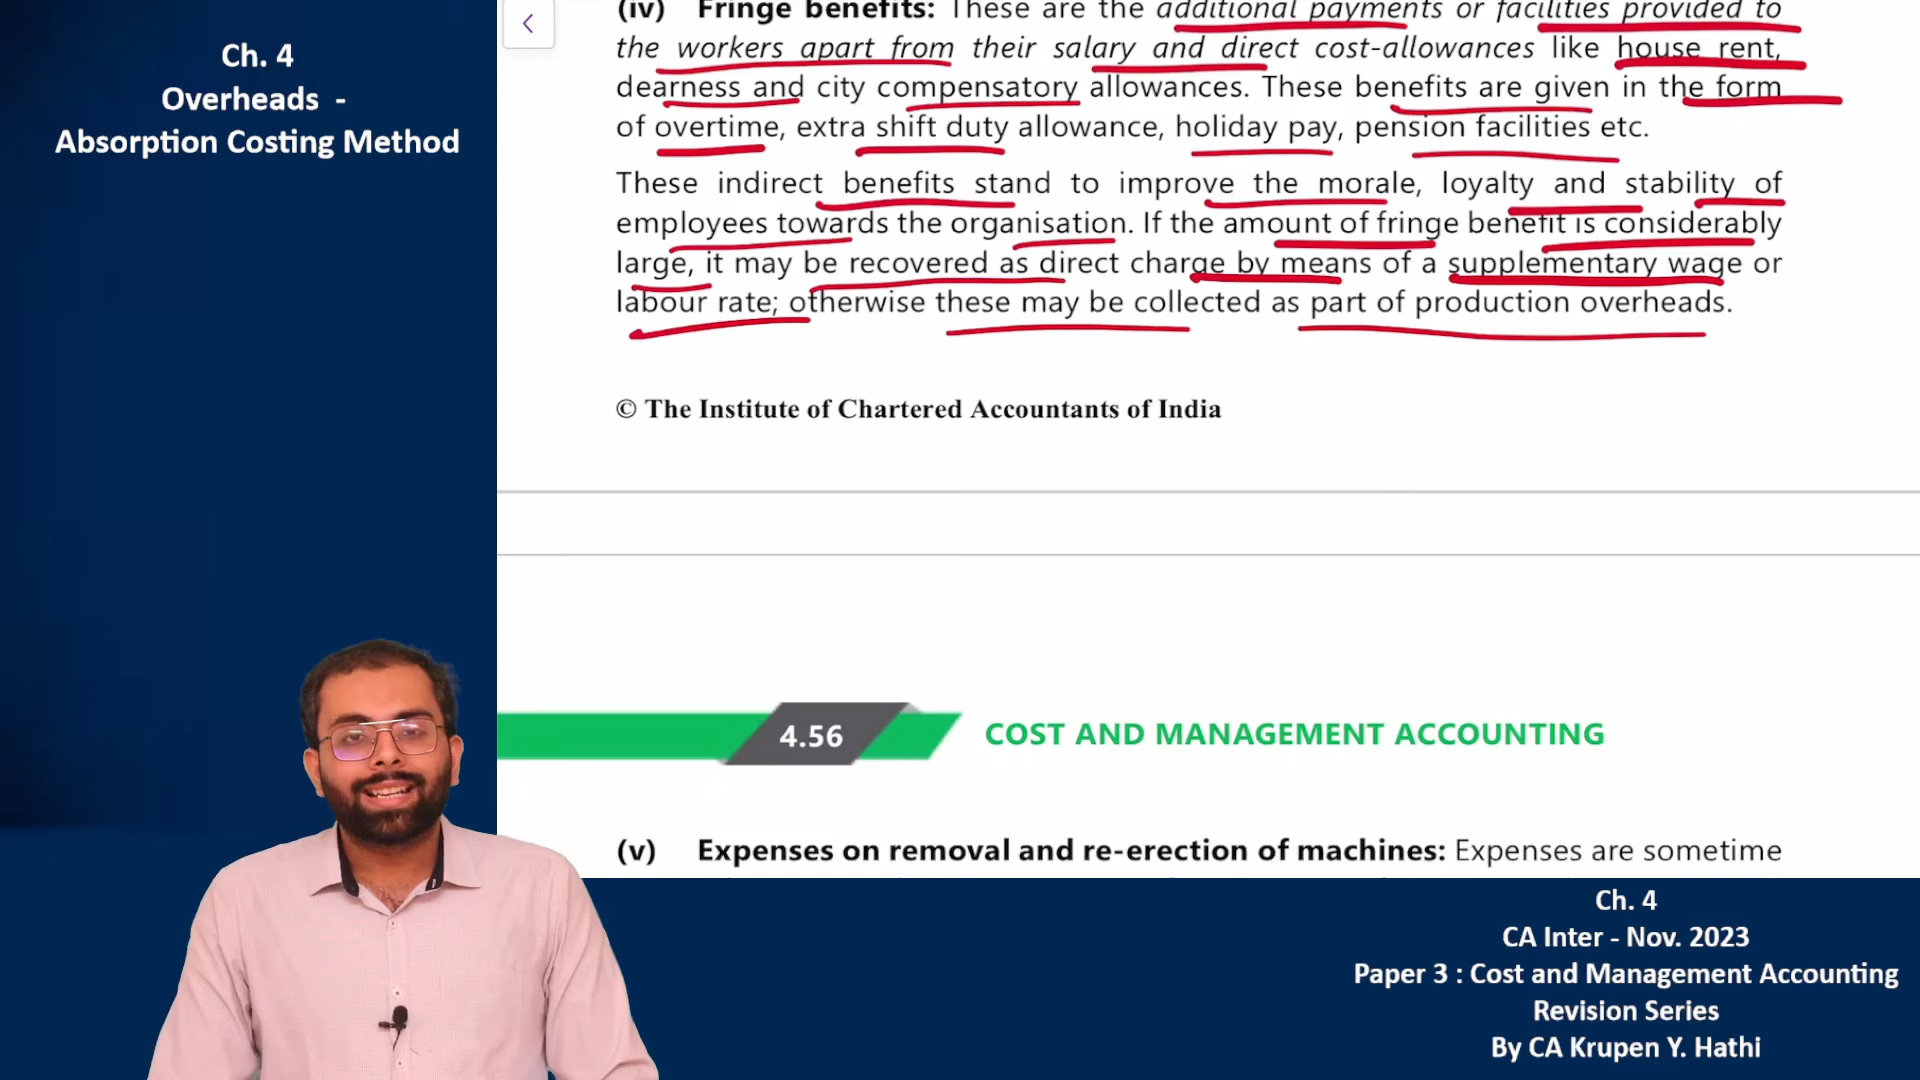 Ch. 4
Overheads -
Absorption Costing Method
(iv) Fringe benefits: These are the additional payments or facilities provided to
the workers apart from their salary and direct cost-allowances like house rent,
dearness and city compensatory allowances. These benefits are given in the form
of overtime, extra shift duty allowance, holiday pay, pension facilities etc.
These indirect benefits stand to improve the morale, loyalty and stability of
employees towards the organisation. If the amount of fringe benefit is considerably
large, it may be recovered as direct charge by means of a supplementary wage or
labour rate; otherwise these may be collected as part of production overheads.
© The Institute of Chartered Accountants of India
4.56 COST AND MANAGEMENT ACCOUNTING
(v) Expenses on removal and re-erection of machines: Expenses are sometime
Ch. 4
CA Inter - Nov. 2023
Paper 3 : Cost and Management Accounting
Revision Series
By CA Krupen Y. Hathi